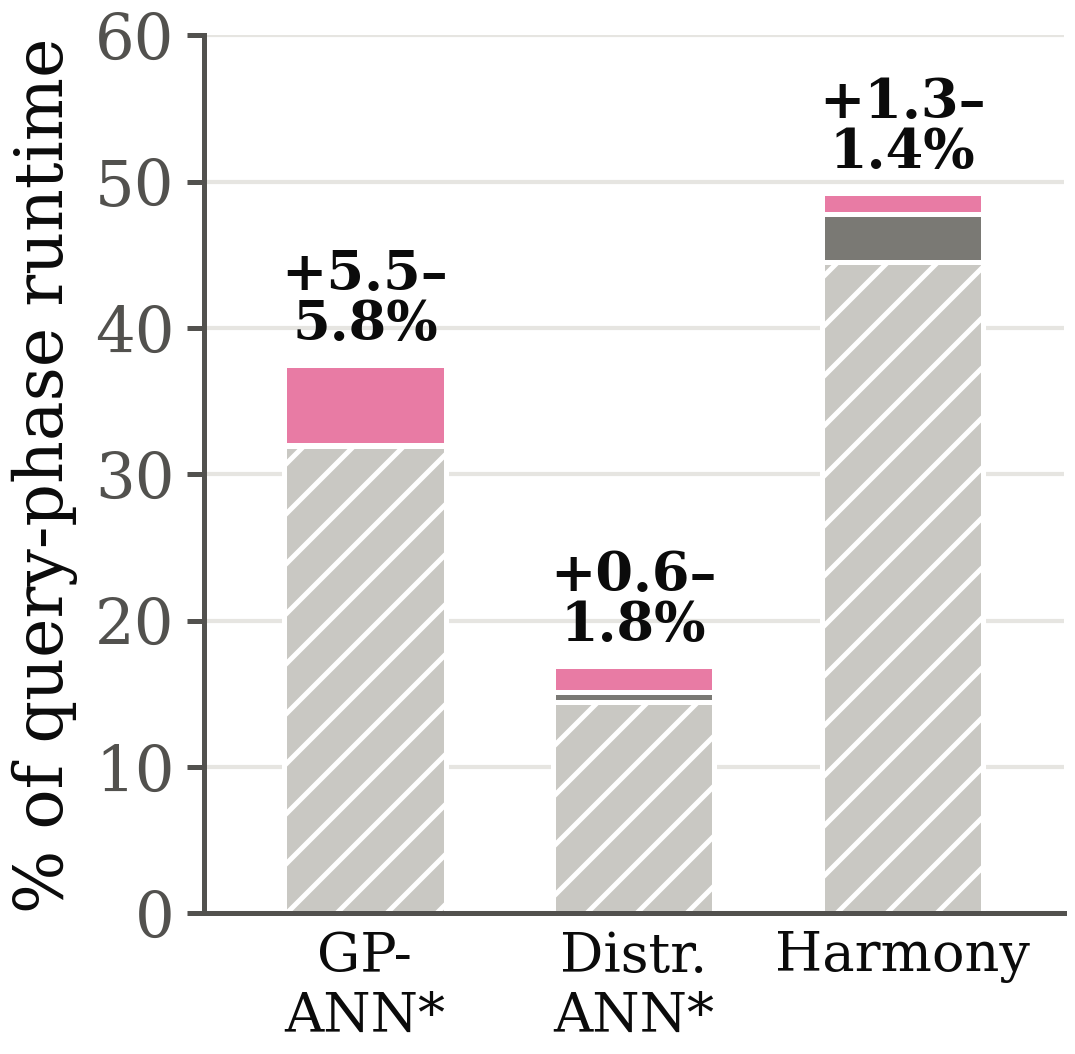 % of query-phase runtime
60
50
40
30
20
10
0
+5.5–
5.8%
+0.6–
1.8%
+1.3–
1.4%
GP-
ANN*
Distr.
ANN*
Harmony